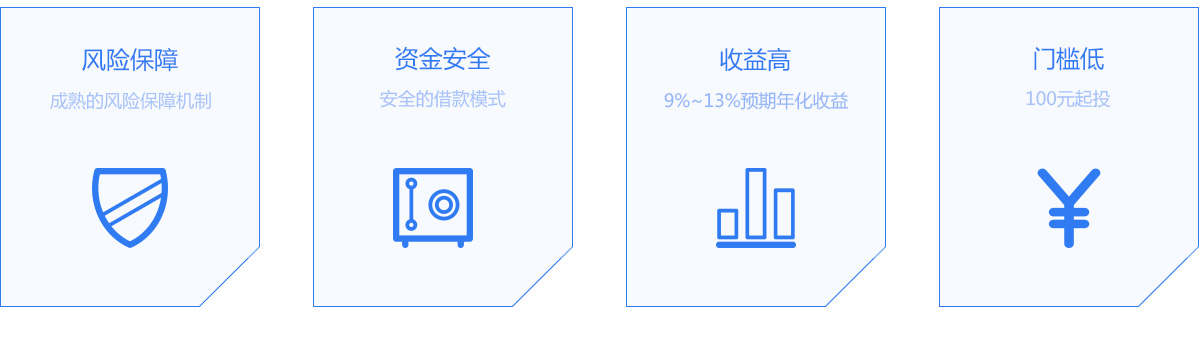 风险保障
成熟的风险保障机制
资金安全
安全的借款模式
收益高
9%~13%预期年化收益
门槛低
100元起投